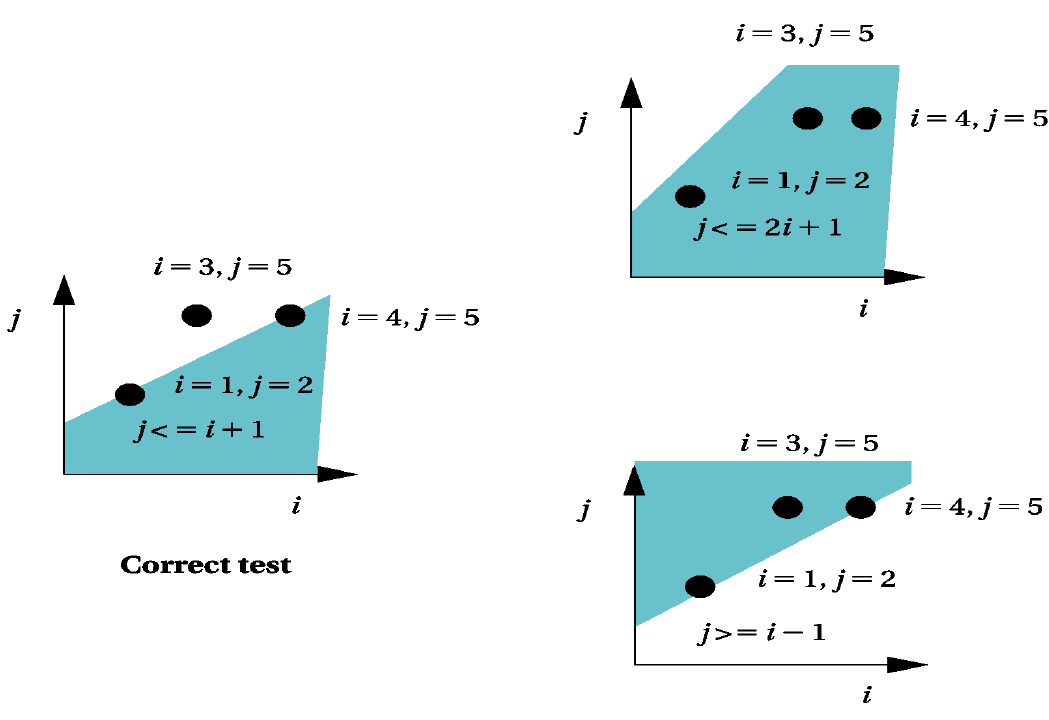 i = 3, j = 5
j
i = 4, j = 5
i = 1, j = 2
j < = i + 1
i
Correct test
i = 3, j = 5
j
i = 4, j = 5
i = 1, j = 2
j < = 2i + 1
i
i = 3, j = 5
j
i = 4, j = 5
i = 1, j = 2
j > = i − 1
i